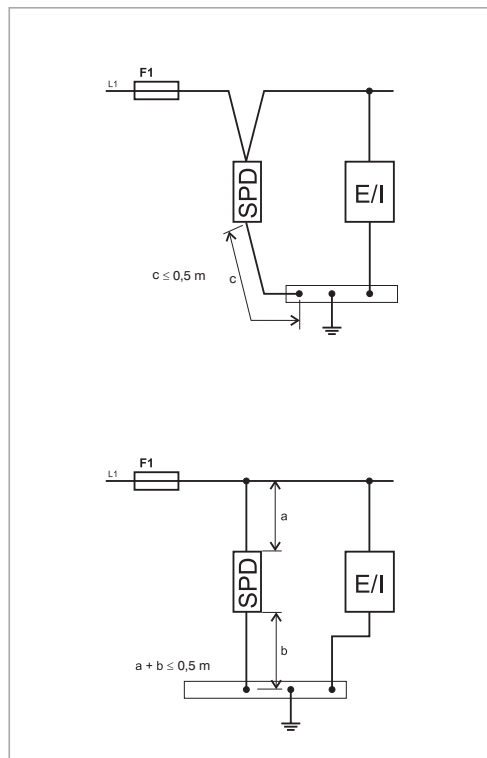 F1
L1
SPD
E/I
c ≤ 0,5 m
c
F1
L1
a
SPD
E/I
b
a + b ≤ 0,5 m